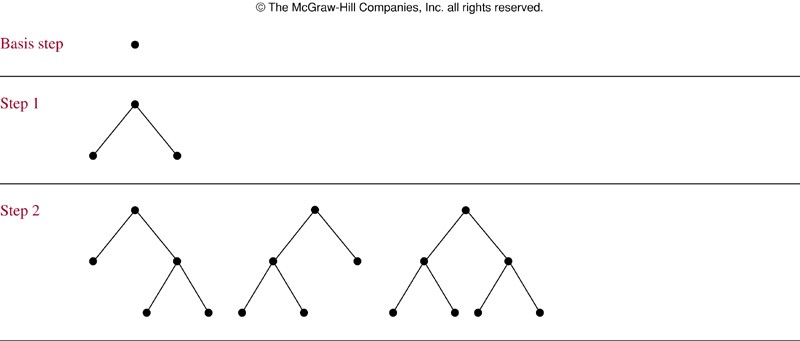 © The McGraw-Hill Companies, Inc. all rights reserved.
Basis step
Step 1
Step 2